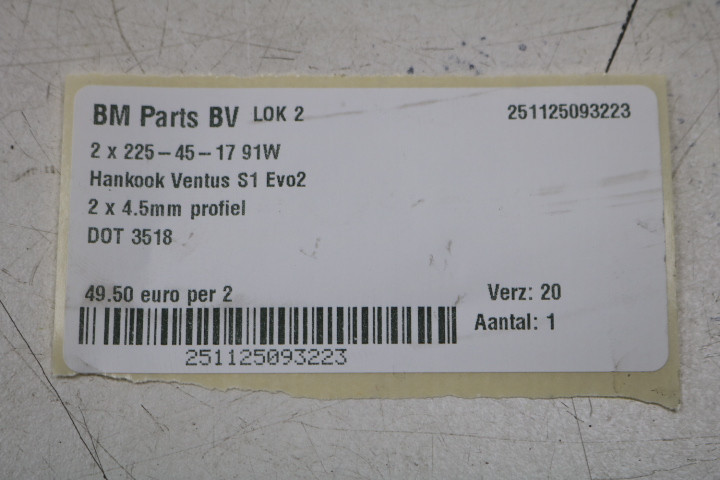 BM Parts BV LOK 2 251125093223
2 x 225-45-17 91W
Hankook Ventus S1 Evo2
2 x 4.5mm profiel
DOT 3518
49.50 euro per 2 Verz: 20
Aantal: 1
251125093223